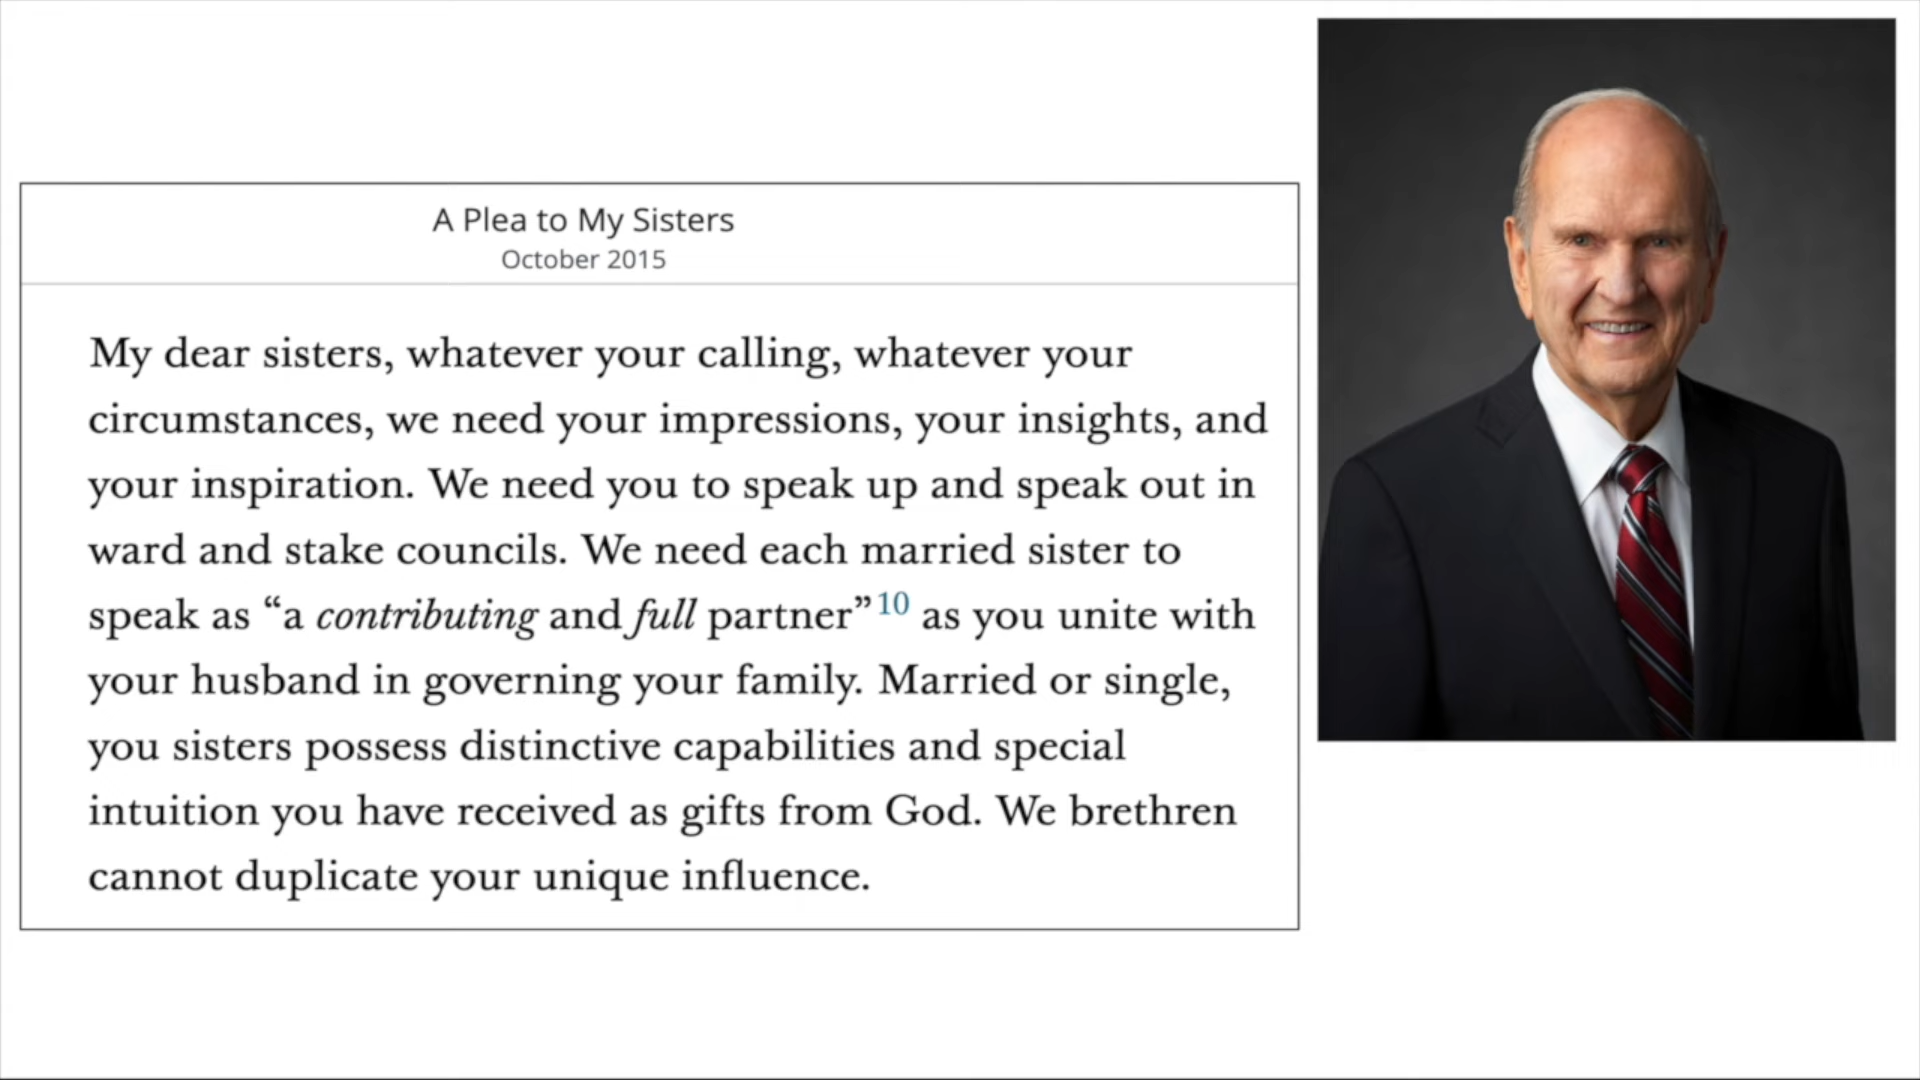 A Plea to My Sisters
October 2015
My dear sisters, whatever your calling, whatever your
circumstances, we need your impressions, your insights, and
your inspiration. We need you to speak up and speak out in
ward and stake councils. We need each married sister to
speak as “a contributing and full partner”10 as you unite with
your husband in governing your family. Married or single,
you sisters possess distinctive capabilities and special
intuition you have received as gifts from God. We brethren
cannot duplicate your unique influence.